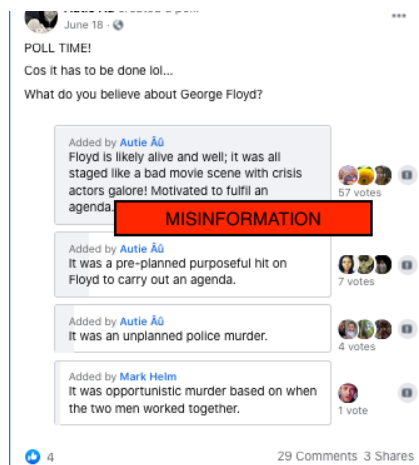 June 18 ·
POLL TIME!
Cos it has to be done lol...
What do you believe about George Floyd?
Added by Autie Âû
Floyd is likely alive and well; it was all
staged like a bad movie scene with crisis
actors galore! Motivated to fulfil an
agenda.
57 votes
MISINFORMATION
Added by Autie Âû
It was a pre-planned purposeful hit on
Floyd to carry out an agenda.
7 votes
Added by Autie Âû
It was an unplanned police murder.
4 votes
Added by Mark Helm
It was opportunistic murder based on when
the two men worked together.
1 vote
4
29 Comments 3 Shares